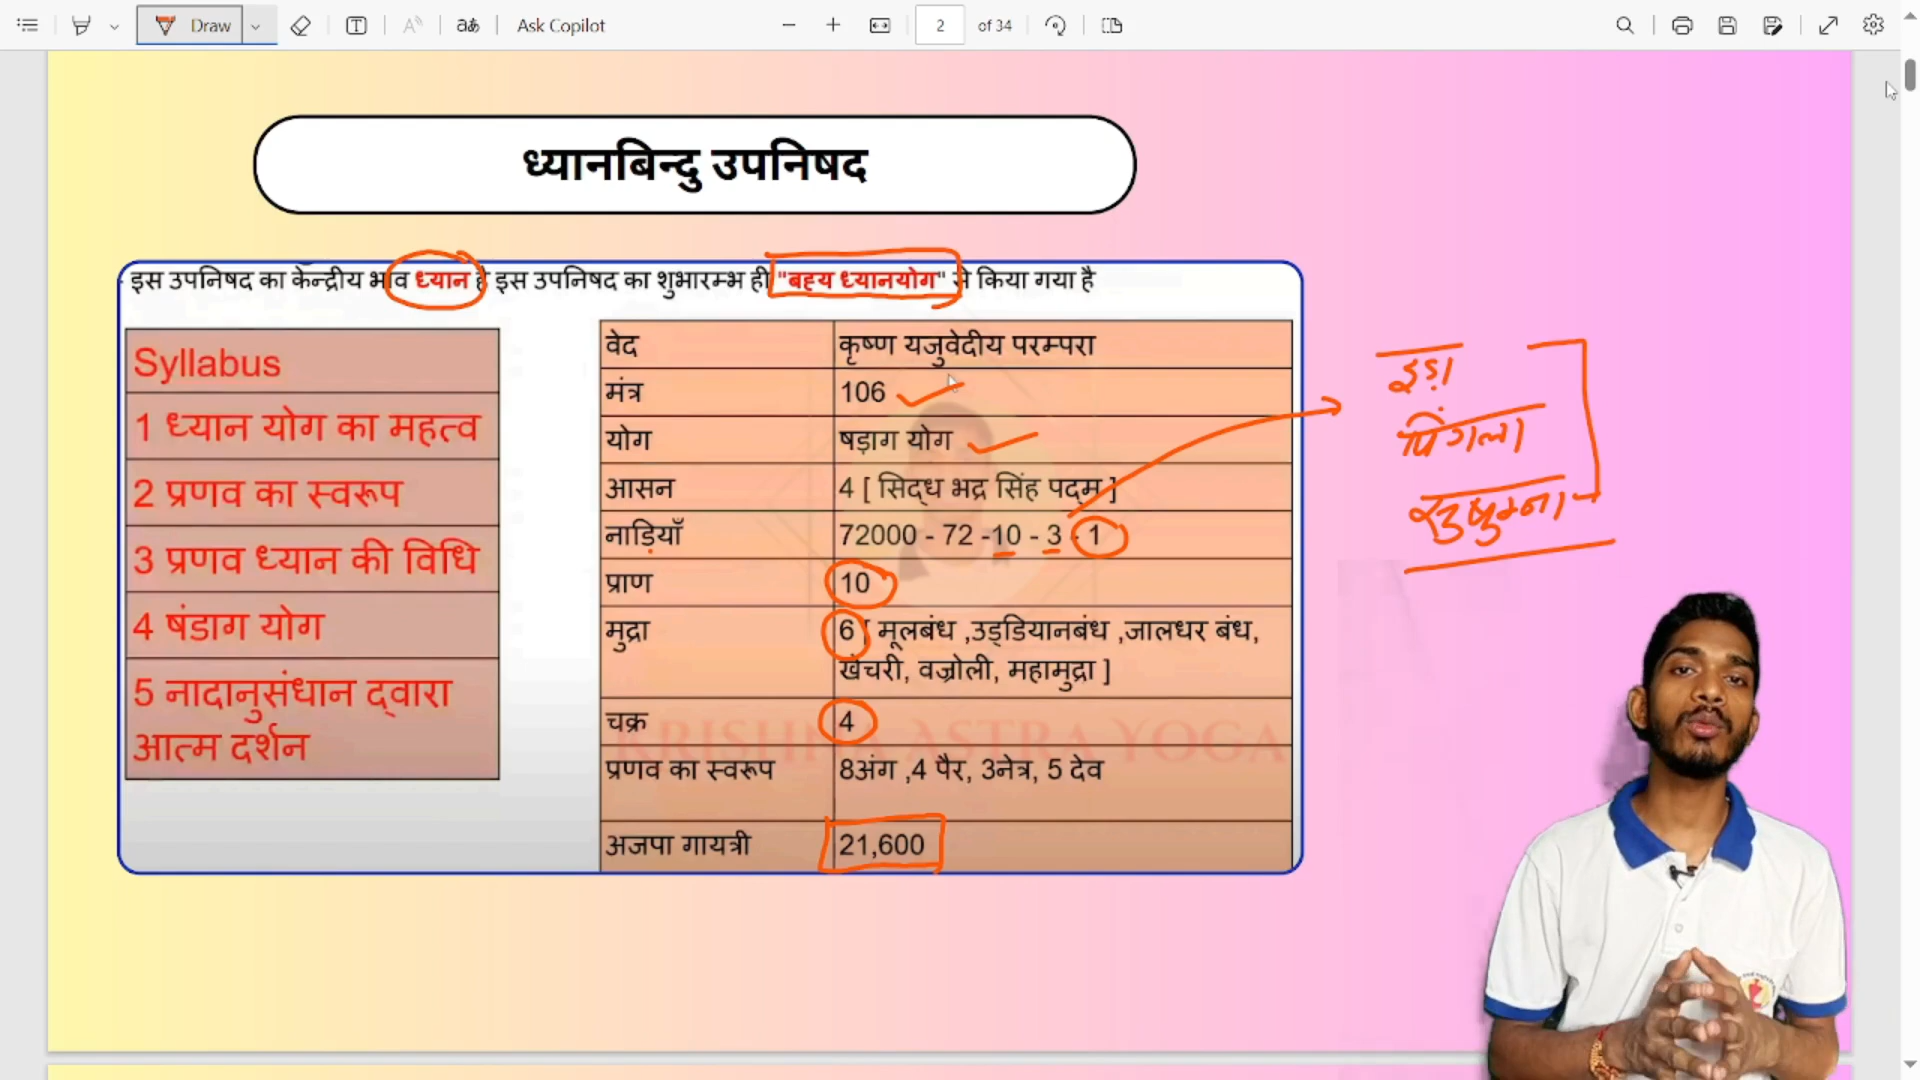 Draw
Ask Copilot
2 of 34
ध्यानबिन्दु उपनिषद
इस उपनिषद का केन्द्रीय भाव ध्यान है इस उपनिषद का शुभारम्भ ही "बह्य ध्यानयोग" से किया गया है
Syllabus
1 ध्यान योग का महत्व
2 प्रणव का स्वरूप
3 प्रणव ध्यान की विधि
4 षंडाग योग
5 नादानुसंधान द्वारा
आत्म दर्शन
वेद कृष्ण यजुवेदीय परम्परा
मंत्र 106
योग षड़ाग योग
आसन 4 [ सिद्ध भद्र सिंह पद्म ]
नाड़ियाँ 72000 - 72 -10 - 3 - 1
प्राण 10
मुद्रा 6 [ मूलबंध ,उड्डियानबंध ,जालधर बंध,
खेचरी, वज्रोली, महामुद्रा ]
चक्र 4
प्रणव का स्वरूप 8अंग ,4 पैर, 3नेत्र, 5 देव
अजपा गायत्री 21,600
KRISHNA ASTRA YOGA
इड़ा
पिंगला
सुषुम्ना